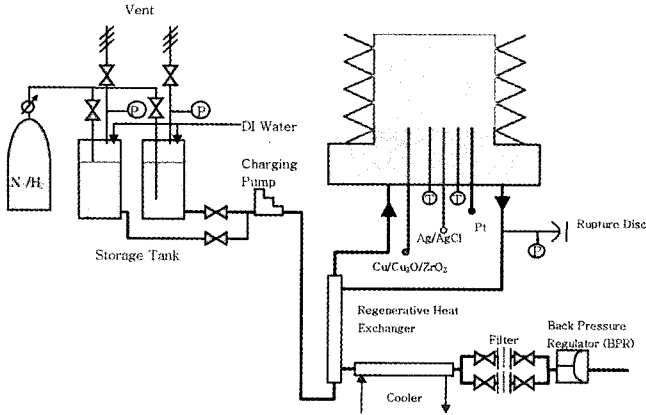 Vent
P
P
DI Water
N₂/H₂
Charging
Pump
Storage Tank
T
T
Pt
Ag/AgCl
Cu/Cu₂O/ZrO₂
Rupture Disc
P
Regenerative Heat
Exchanger
Filter
Back Pressure
Regulator (BPR)
Cooler